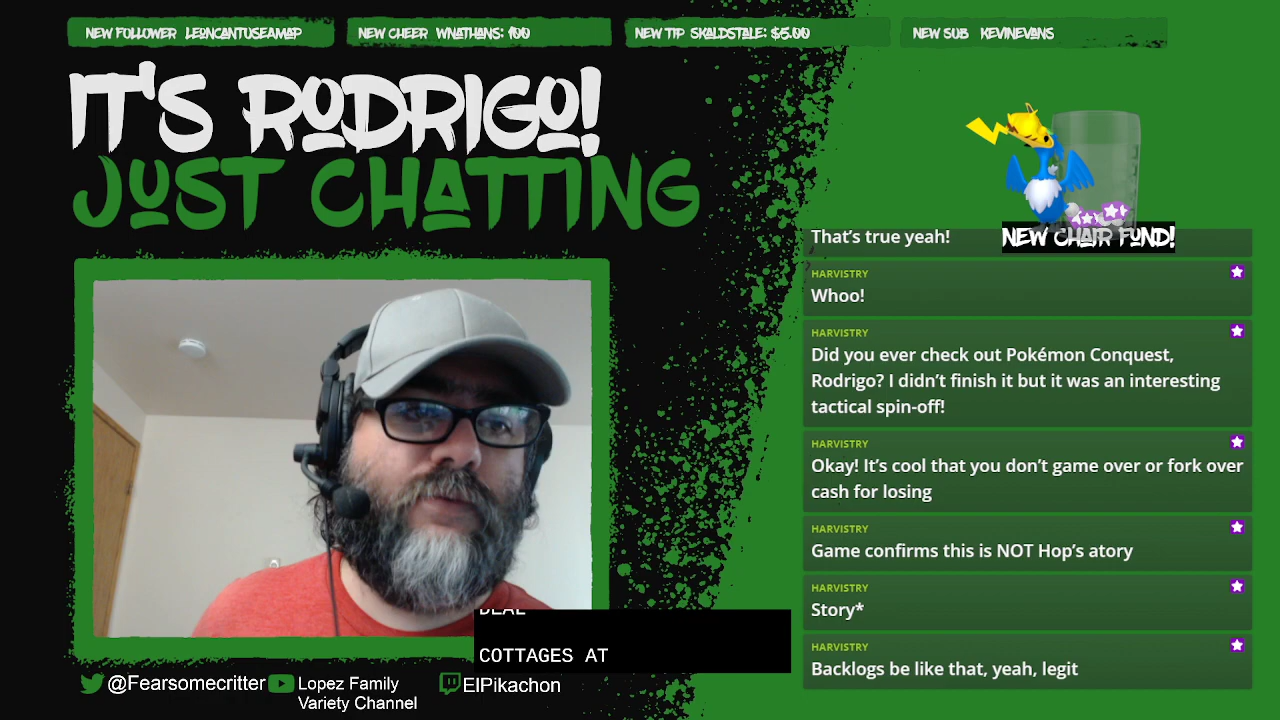 NEW FOLLOWER LEONCANTUSEAMAP
NEW CHEER WNATHANS: 100
NEW TIP SKALDSTALE: $5.00
NEW SUB KEVINEVANS
IT'S RODRIGO!
JUST CHATTING
NEW CHAIR FUND!
That's true yeah!
HARVISTRY
Whoo!
HARVISTRY
Did you ever check out Pokémon Conquest,
Rodrigo? I didn't finish it but it was an interesting
tactical spin-off!
HARVISTRY
Okay! It's cool that you don't game over or fork over
cash for losing
HARVISTRY
Game confirms this is NOT Hop's atory
HARVISTRY
Story*
HARVISTRY
Backlogs be like that, yeah, legit
COTTAGES AT
@Fearsomecritter
Lopez Family
Variety Channel
ElPikachon